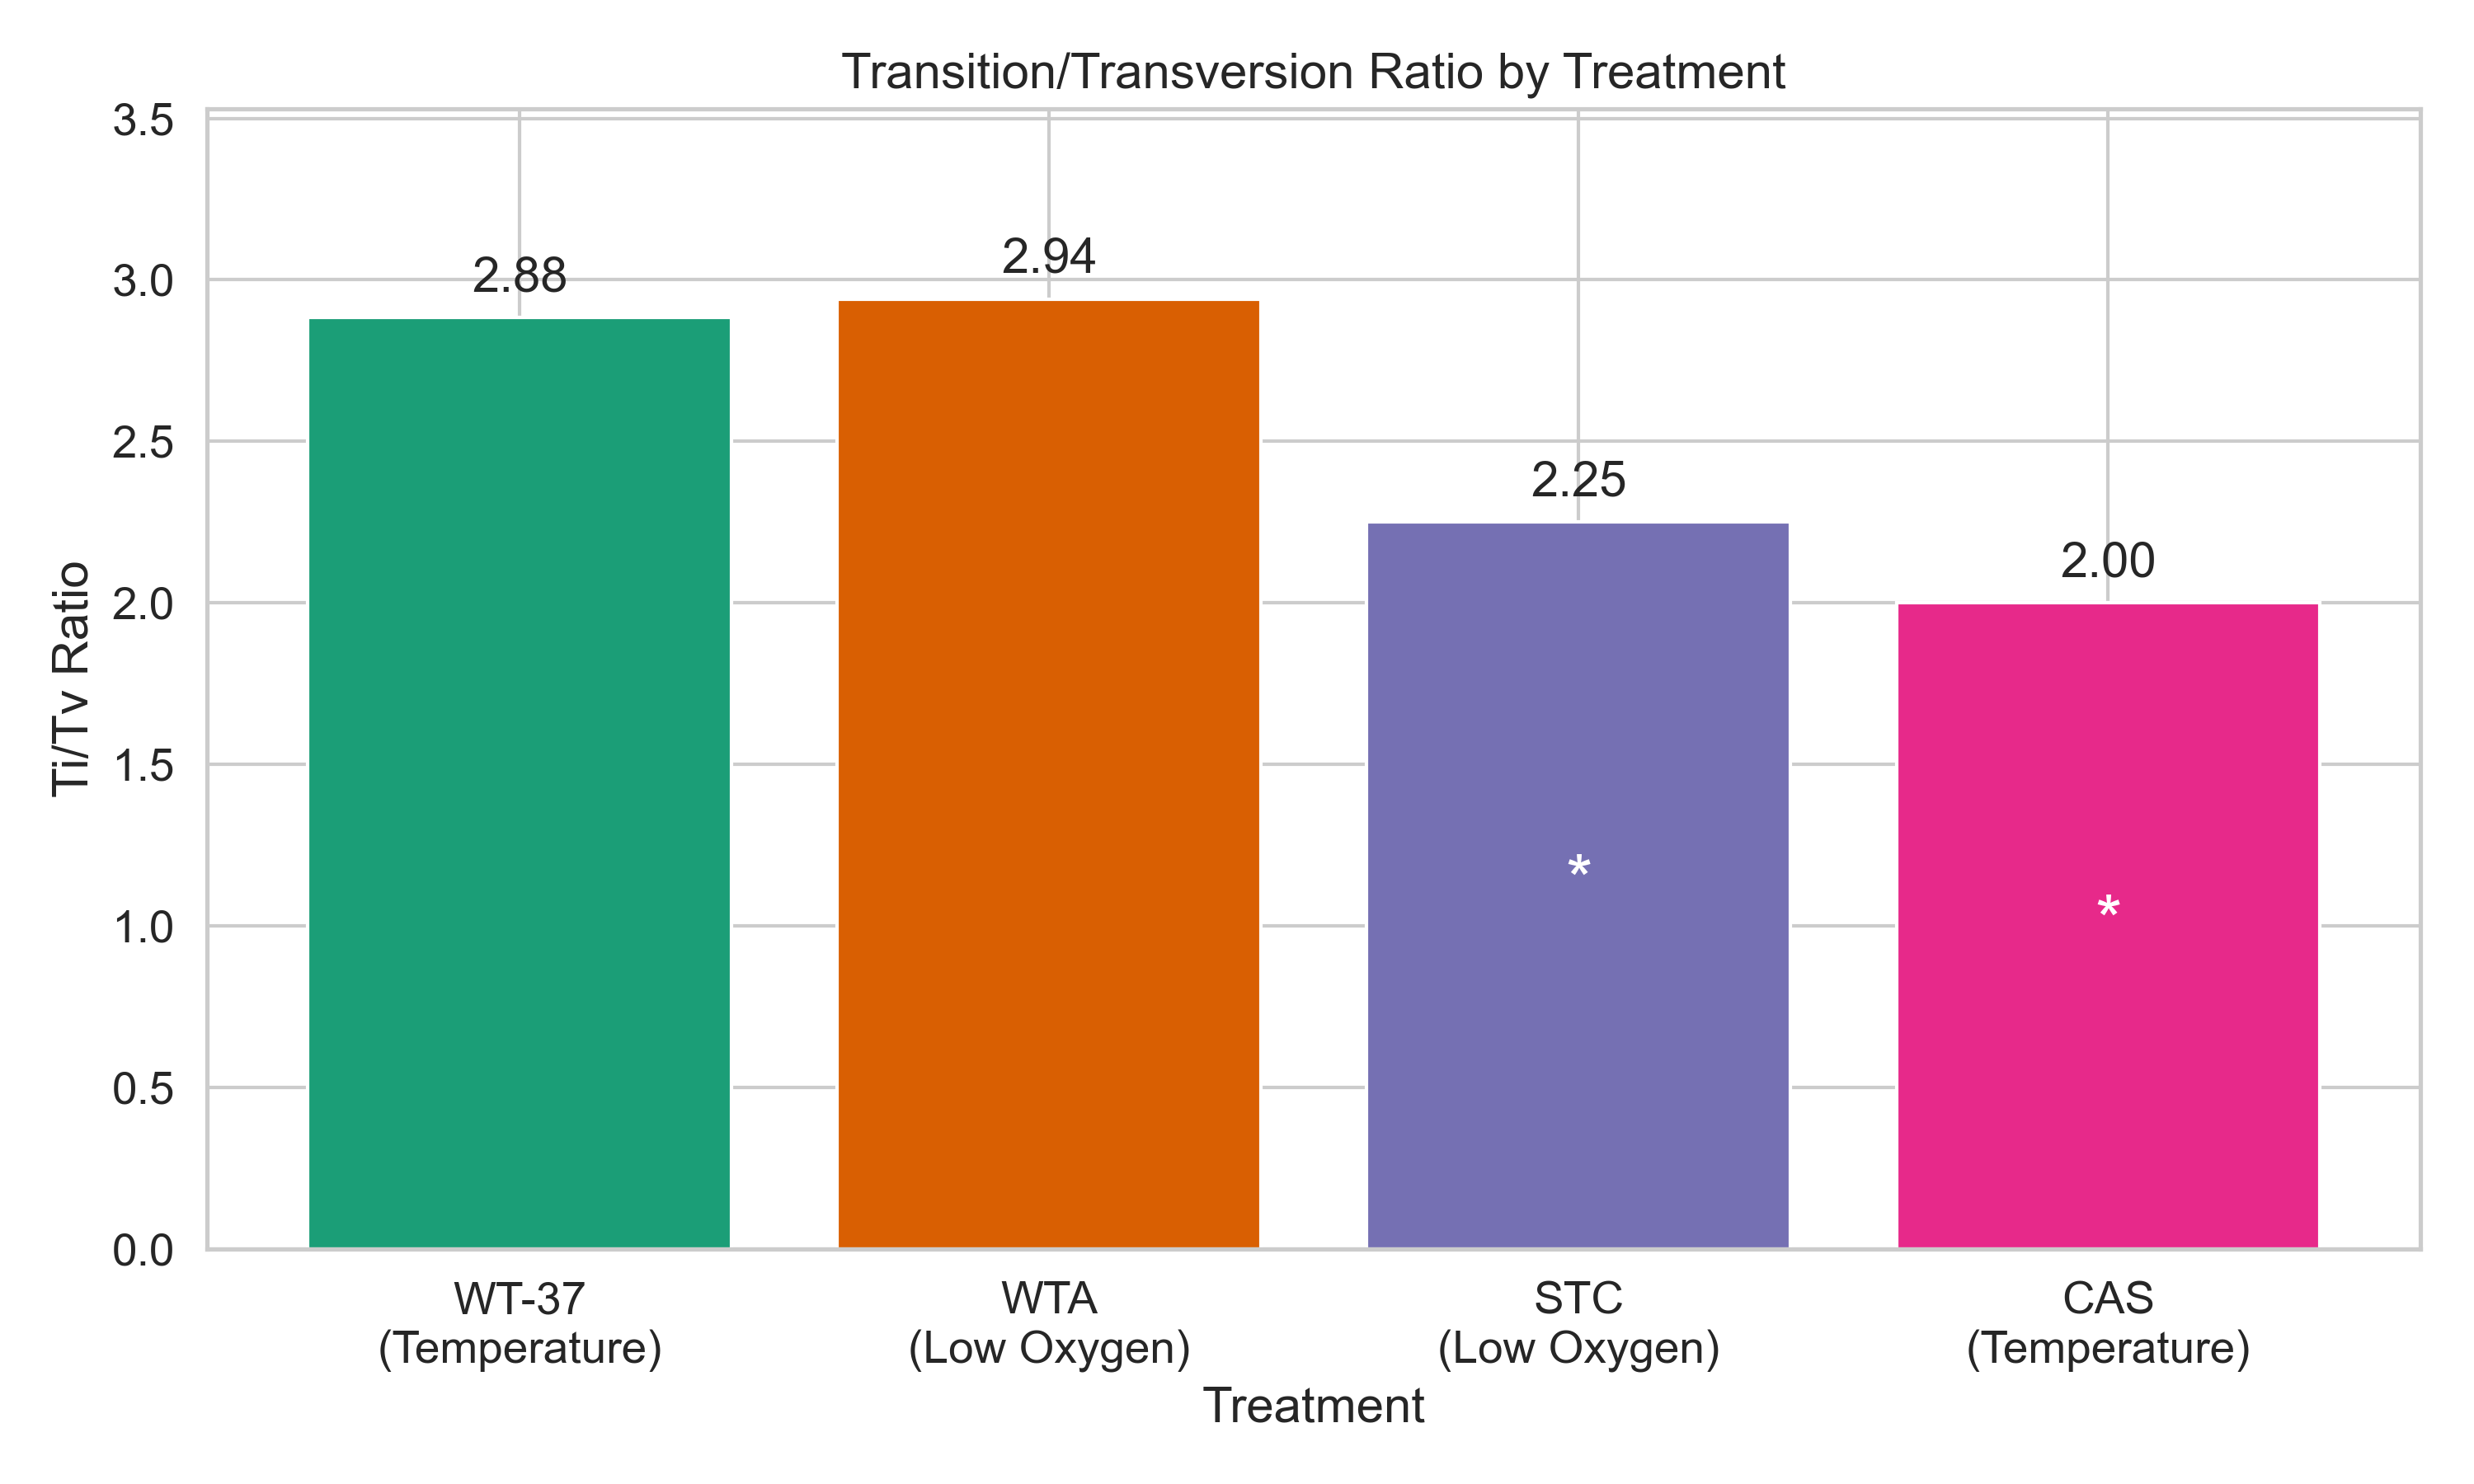 Transition/Transversion Ratio by Treatment
3.5
3.0
2.5
2.0
1.5
1.0
0.5
0.0
Ti/Tv Ratio
2.88
2.94
2.25
2.00
*
*
WT-37
(Temperature)
WTA
(Low Oxygen)
STC
(Low Oxygen)
CAS
(Temperature)
Treatment